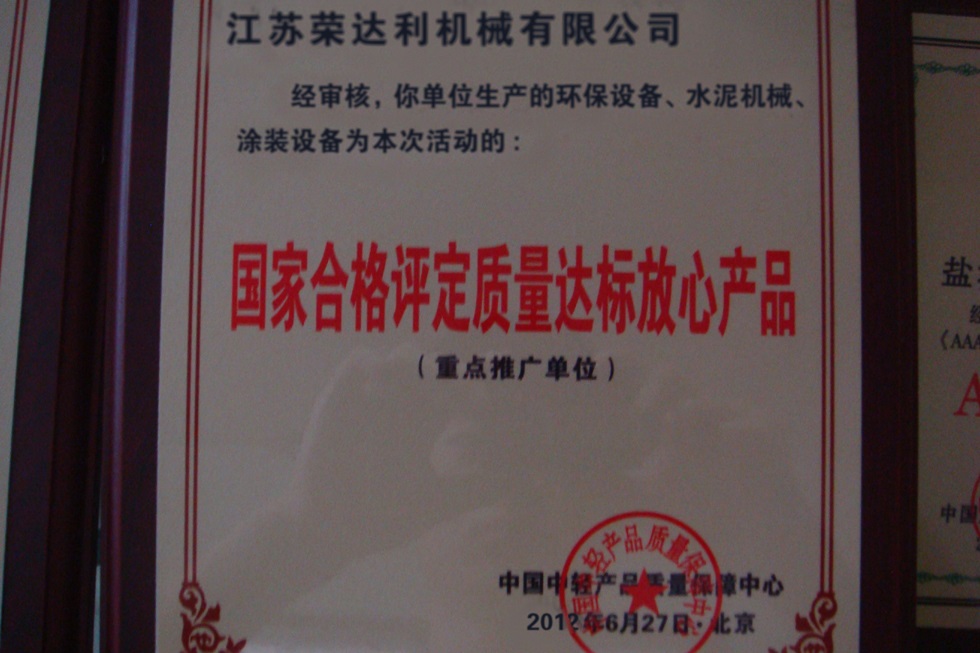 江苏荣达利机械有限公司
经审核，你单位生产的环保设备、水泥机械、
涂装设备为本次活动的：
国家合格评定质量达标放心产品
（重点推广单位）
中国中轻产品质量保障中心
2012年6月27日·北京
盐
《AAA
A
中国